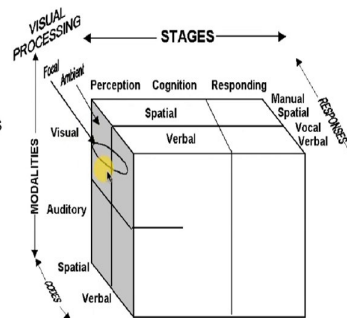 VISUAL
PROCESSING
STAGES
Focal
Ambient
Perception Cognition Responding
Manual
Spatial
Vocal
Verbal
RESPONSES
Spatial
Verbal
Visual
MODALITIES
Auditory
Spatial
Verbal
CODES
s